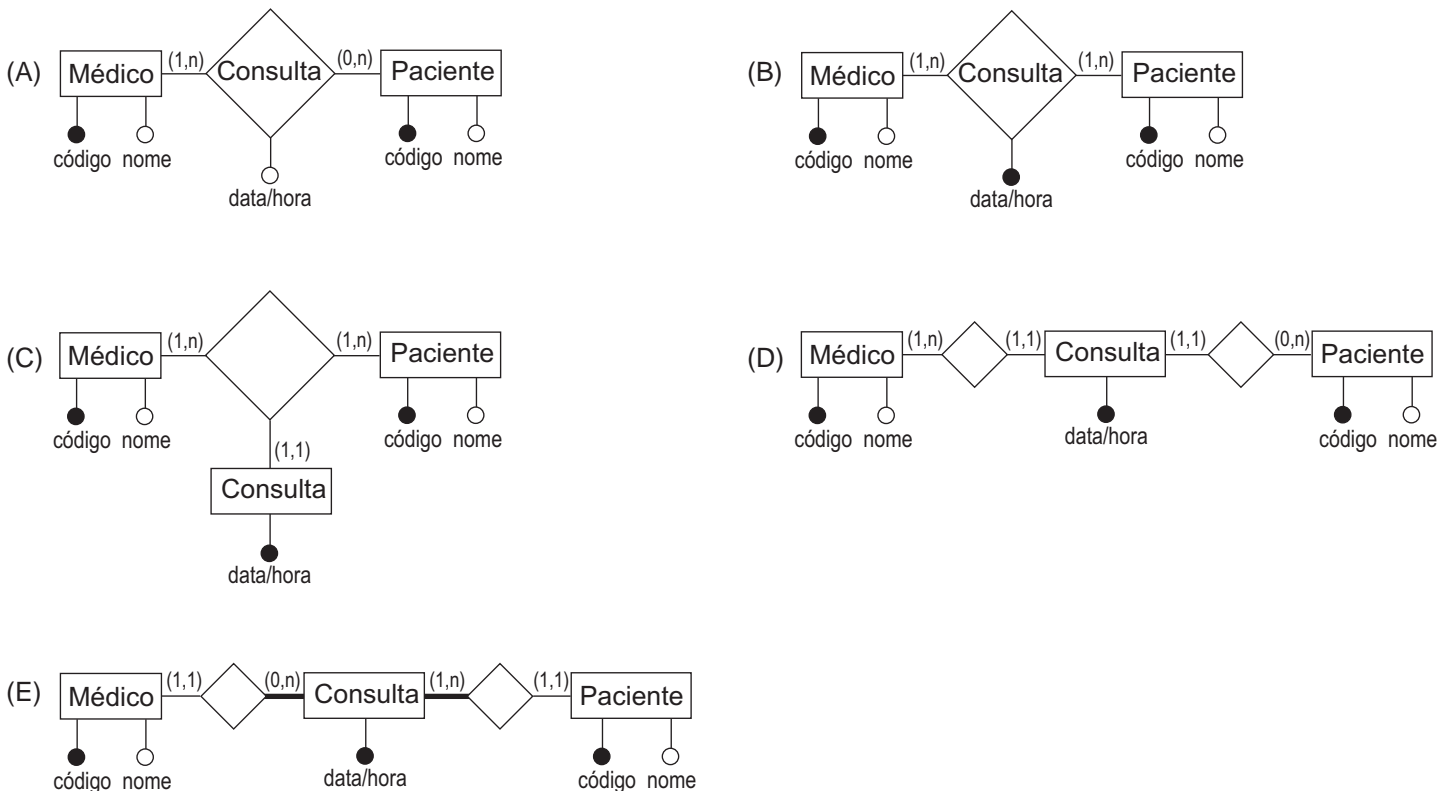 (A) Médico (1,n) Consulta (0,n) Paciente
código nome data/hora código nome
(B) Médico (1,n) Consulta (1,n) Paciente
código nome data/hora código nome
(C) Médico (1,n) (1,n) Paciente
código nome código nome
(1,1)
Consulta
data/hora
(D) Médico (1,n) (1,1) Consulta (1,1) (0,n) Paciente
código nome data/hora código nome
(E) Médico (1,1) (0,n) Consulta (1,n) (1,1) Paciente
código nome data/hora código nome